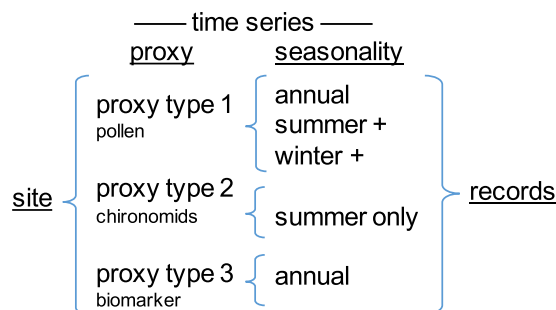 time series
proxy seasonality
proxy type 1
pollen
annual
summer +
winter +
site
proxy type 2
chironomids
summer only
records
proxy type 3
biomarker
annual